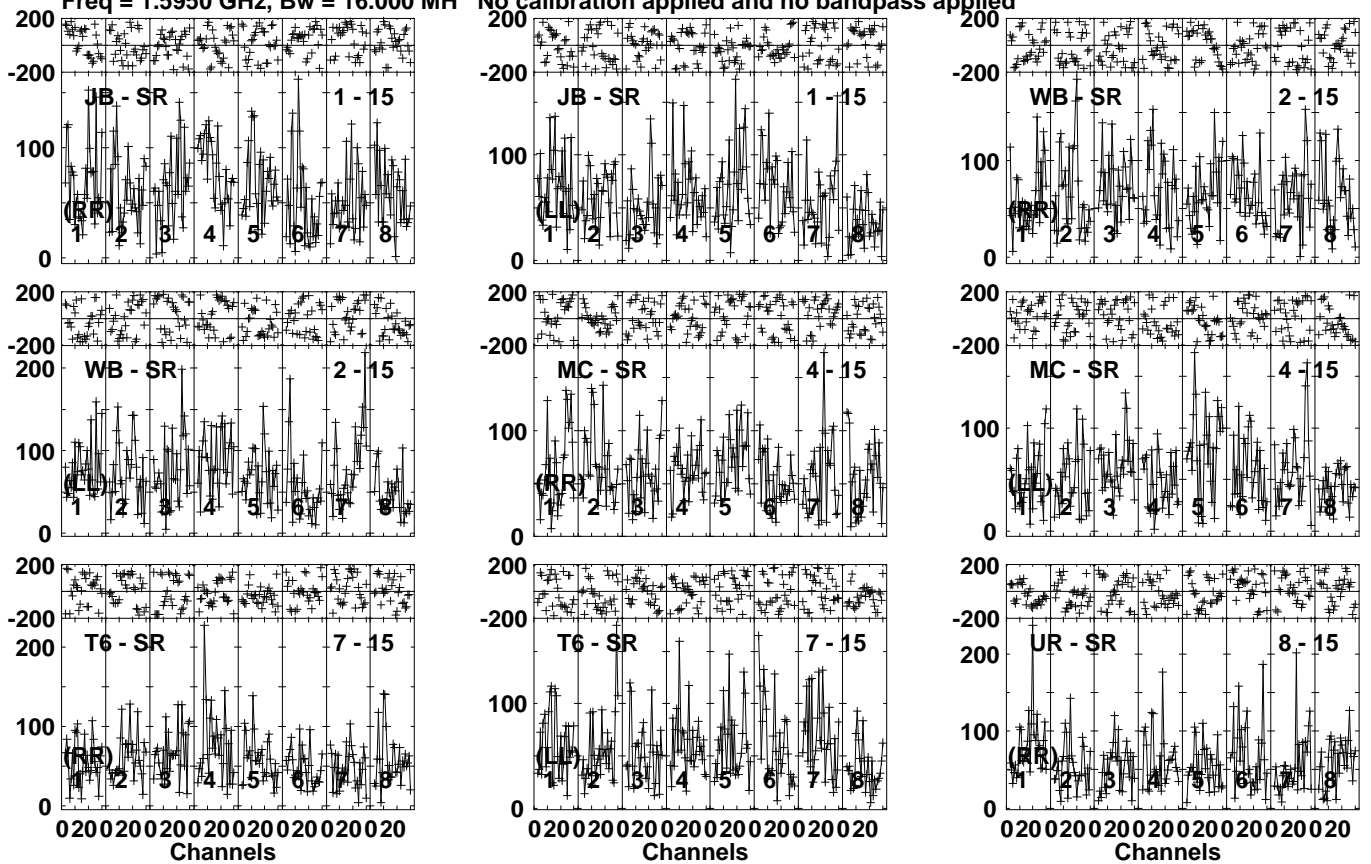 Freq = 1.5950 GHz, Bw = 16.000 MH No calibration applied and no bandpass applied
200
-200
JB - SR 1 - 15
100
(RR)
1 2 3 4 5 6 7 8
0
200
-200
JB - SR 1 - 15
100
(LL)
1 2 3 4 5 6 7 8
0
200
-200
WB - SR 2 - 15
100
(RR)
1 2 3 4 5 6 7 8
0
200
-200
200
WB - SR 2 - 15
100
(LL)
1 2 3 4 5 6 7 8
0
200
-200
MC - SR 4 - 15
100
(RR)
1 2 3 4 5 6 7 8
0
200
-200
MC - SR 4 - 15
100
(LL)
1 2 3 4 5 6 7 8
0
200
-200
200
T6 - SR 7 - 15
100
(RR)
1 2 3 4 5 6 7 8
0
0 20 0 20 0 20 0 20 0 20 0 20 0 20 0 20
Channels
200
-200
T6 - SR 7 - 15
100
(LL)
1 2 3 4 5 6 7 8
0
0 20 0 20 0 20 0 20 0 20 0 20 0 20 0 20
Channels
200
-200
200
UR - SR 8 - 15
100
(RR)
1 2 3 4 5 6 7 8
0
0 20 0 20 0 20 0 20 0 20 0 20 0 20 0 20
Channels